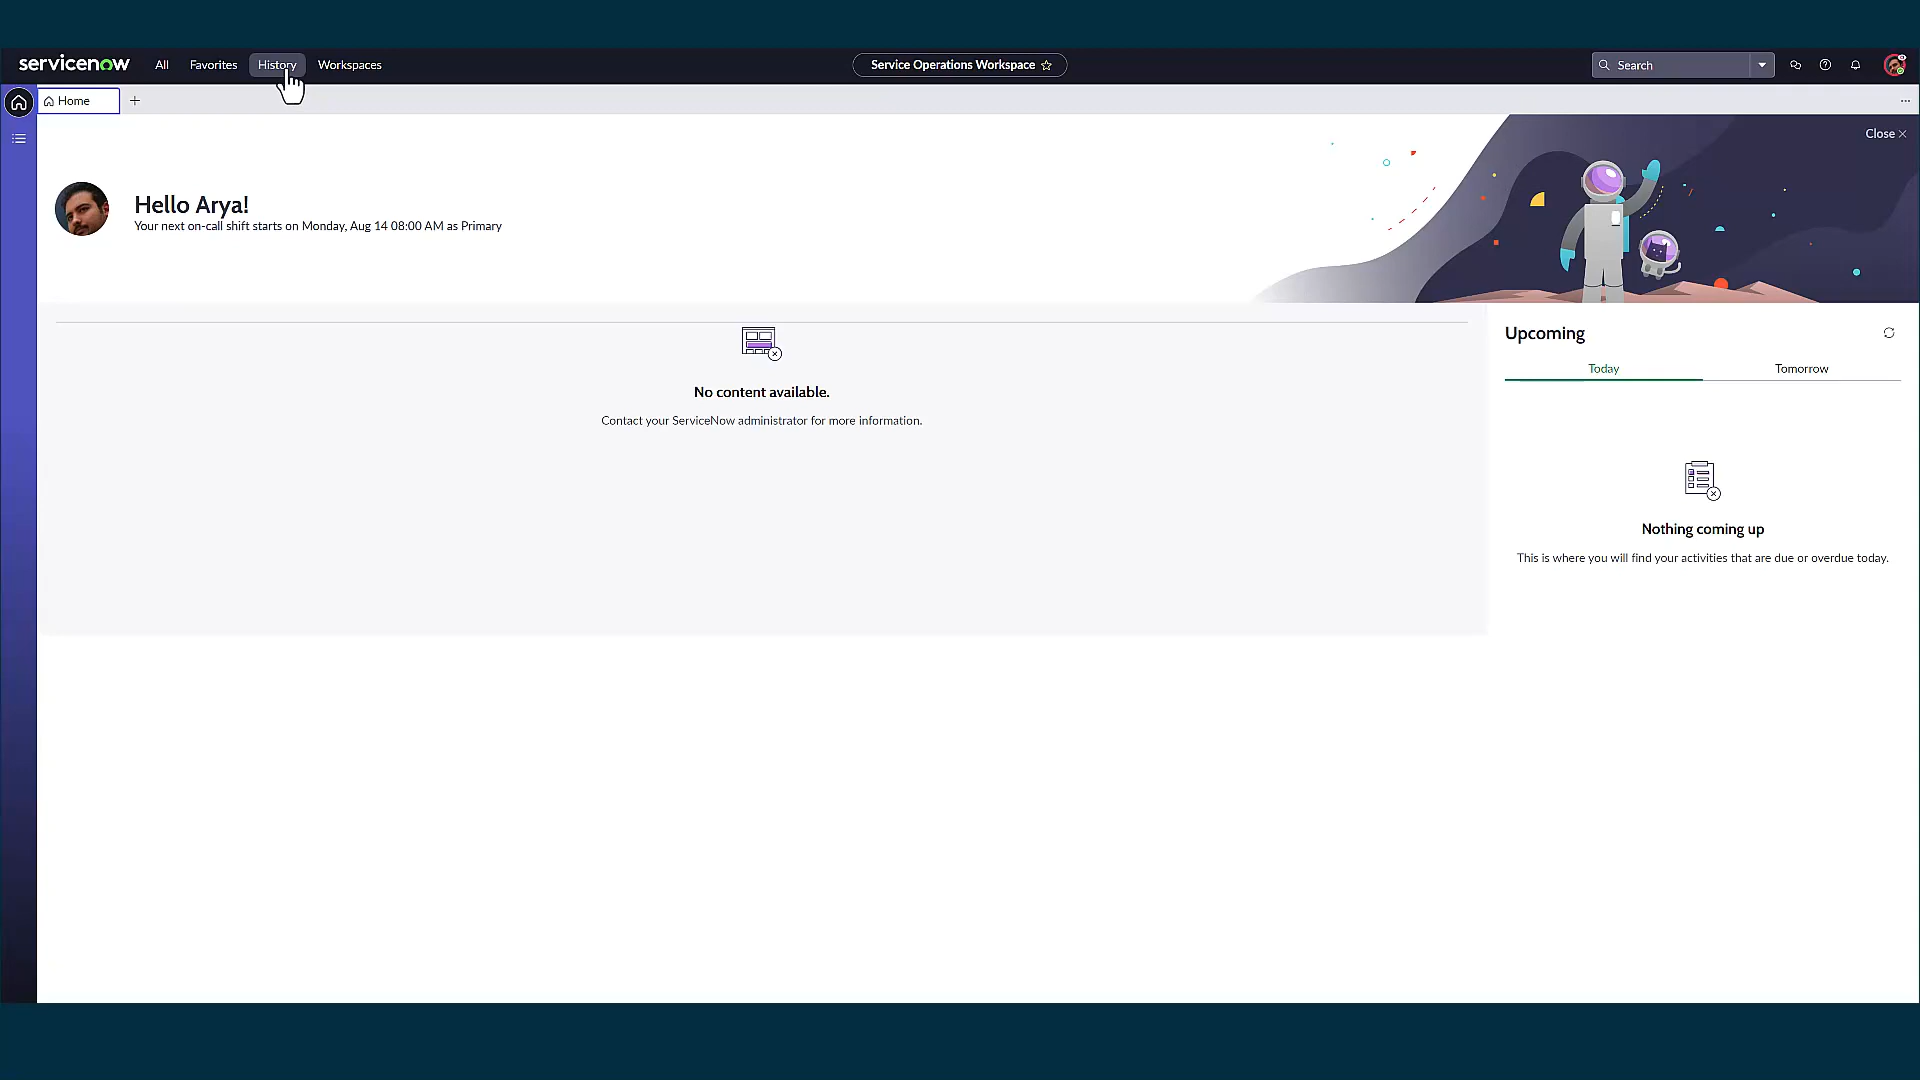 servicenow All Favorites History Workspaces Service Operations Workspace Search
Home
Close
Hello Arya!
Your next on-call shift starts on Monday, Aug 14 08:00 AM as Primary
Upcoming
Today Tomorrow
No content available.
Contact your ServiceNow administrator for more information.
Nothing coming up
This is where you will find your activities that are due or overdue today.